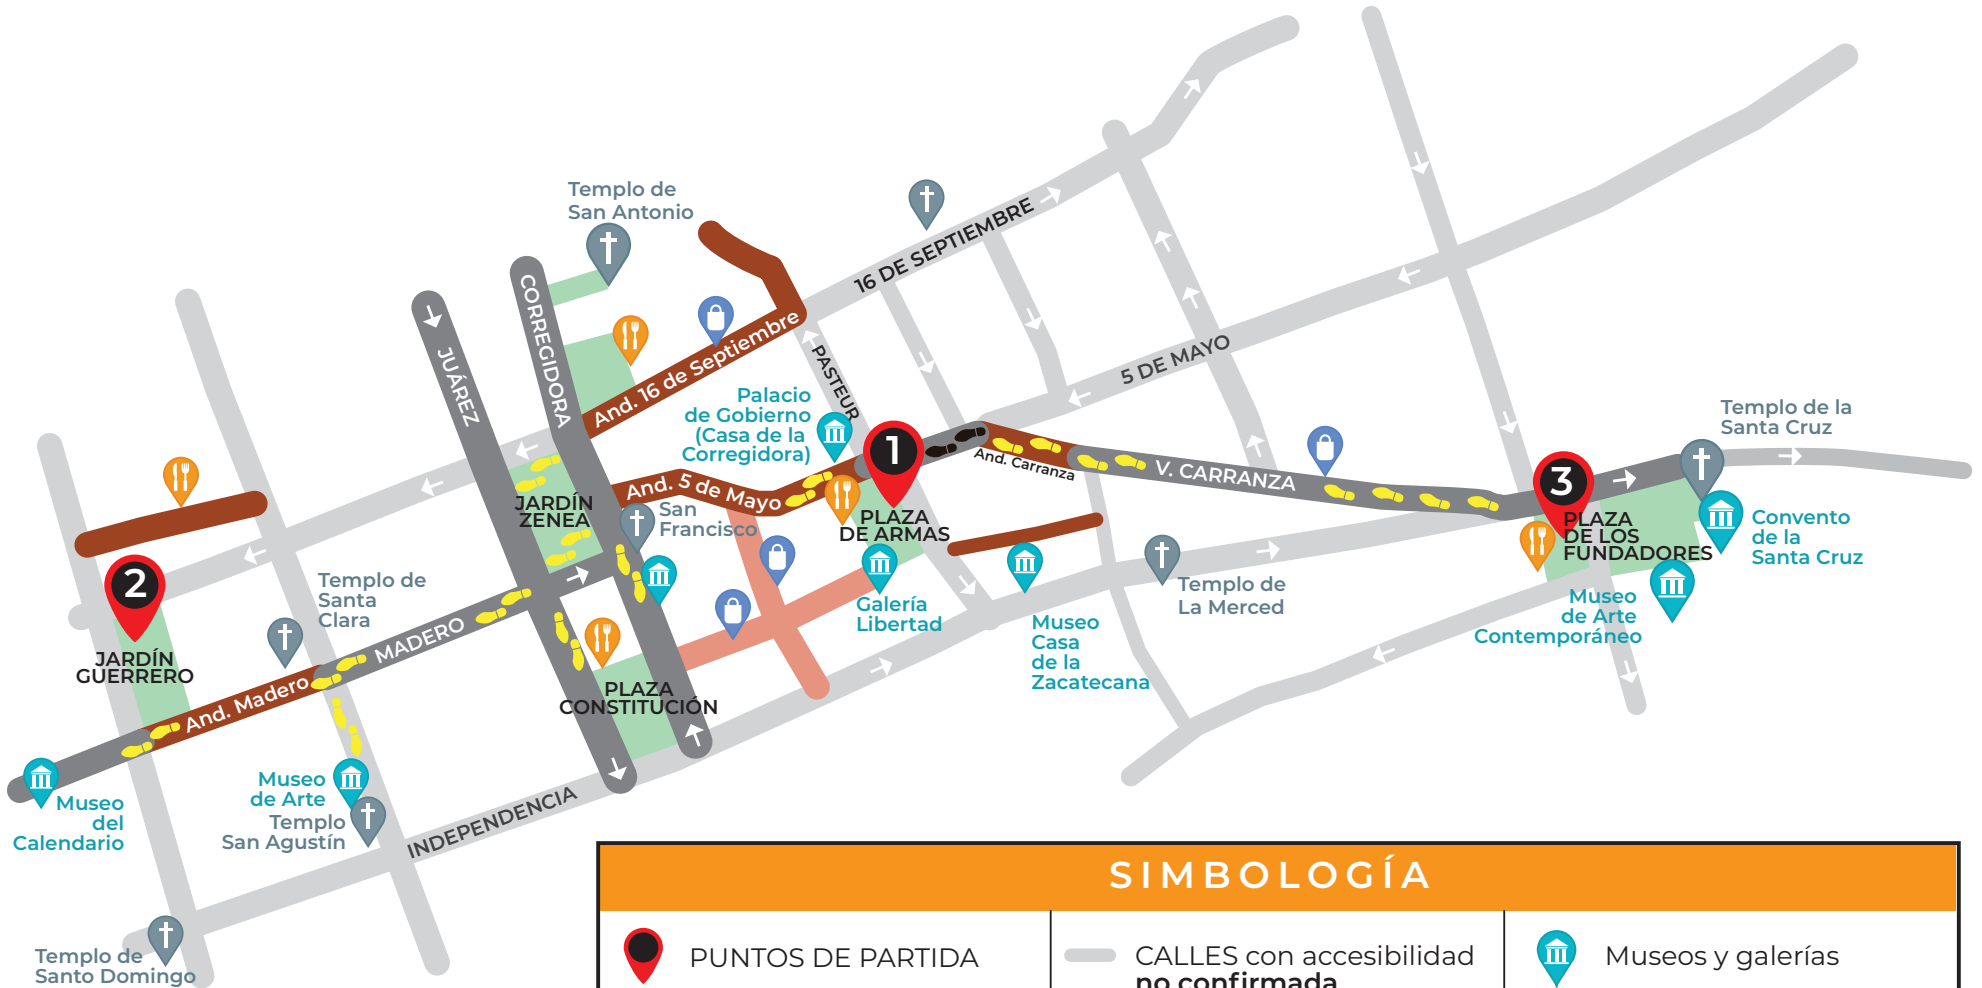 Templo de
San Antonio
16 DE SEPTIEMBRE
CORREGIDORA
JUÁREZ
And. 16 de Septiembre
PASTEUR
5 DE MAYO
Palacio
de Gobierno
(Casa de la
Corregidora)
1
And. Carranza
V. CARRANZA
Templo de la
Santa Cruz
3
PLAZA
DE LOS
FUNDADORES
Convento
de la
Santa Cruz
Museo
de Arte
Contemporáneo
And. 5 de Mayo
JARDÍN
ZENEA
San
Francisco
PLAZA
DE ARMAS
Galería
Libertad
Museo
Casa
de la
Zacatecana
Templo de
La Merced
2
JARDÍN
GUERRERO
Templo de
Santa
Clara
MADERO
And. Madero
PLAZA
CONSTITUCIÓN
Museo
del
Calendario
Museo
de Arte
Templo
San Agustín
INDEPENDENCIA
Templo de
Santo Domingo
SIMBOLOGÍA
PUNTOS DE PARTIDA
CALLES con accesibilidad
no confirmada
Museos y galerías